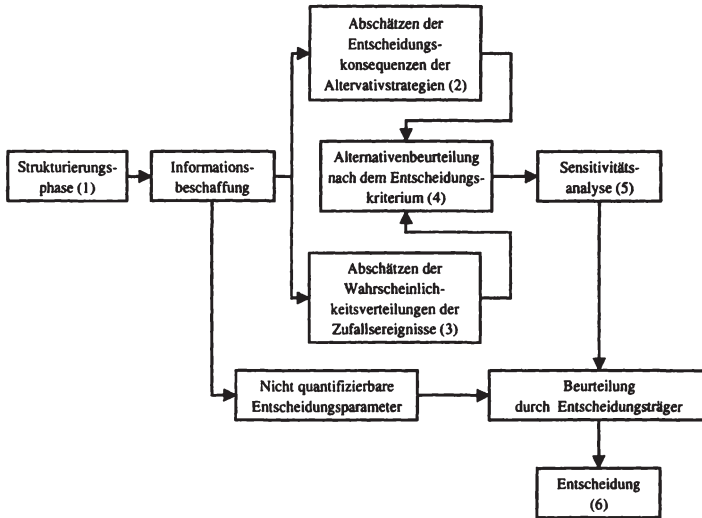 Abschätzen der
Entscheidungs-
konsequenzen der
Altervativstrategien (2)
Strukturierungs-
phase (1)
Informations-
beschaffung
Alternativenbeurteilung
nach dem Entscheidungs-
kriterium (4)
Sensitivitäts-
analyse (5)
Abschätzen der
Wahrscheinlich-
keitsverteilungen der
Zufallsereignisse (3)
Nicht quantifizierbare
Entscheidungsparameter
Beurteilung
durch Entscheidungsträger
Entscheidung
(6)